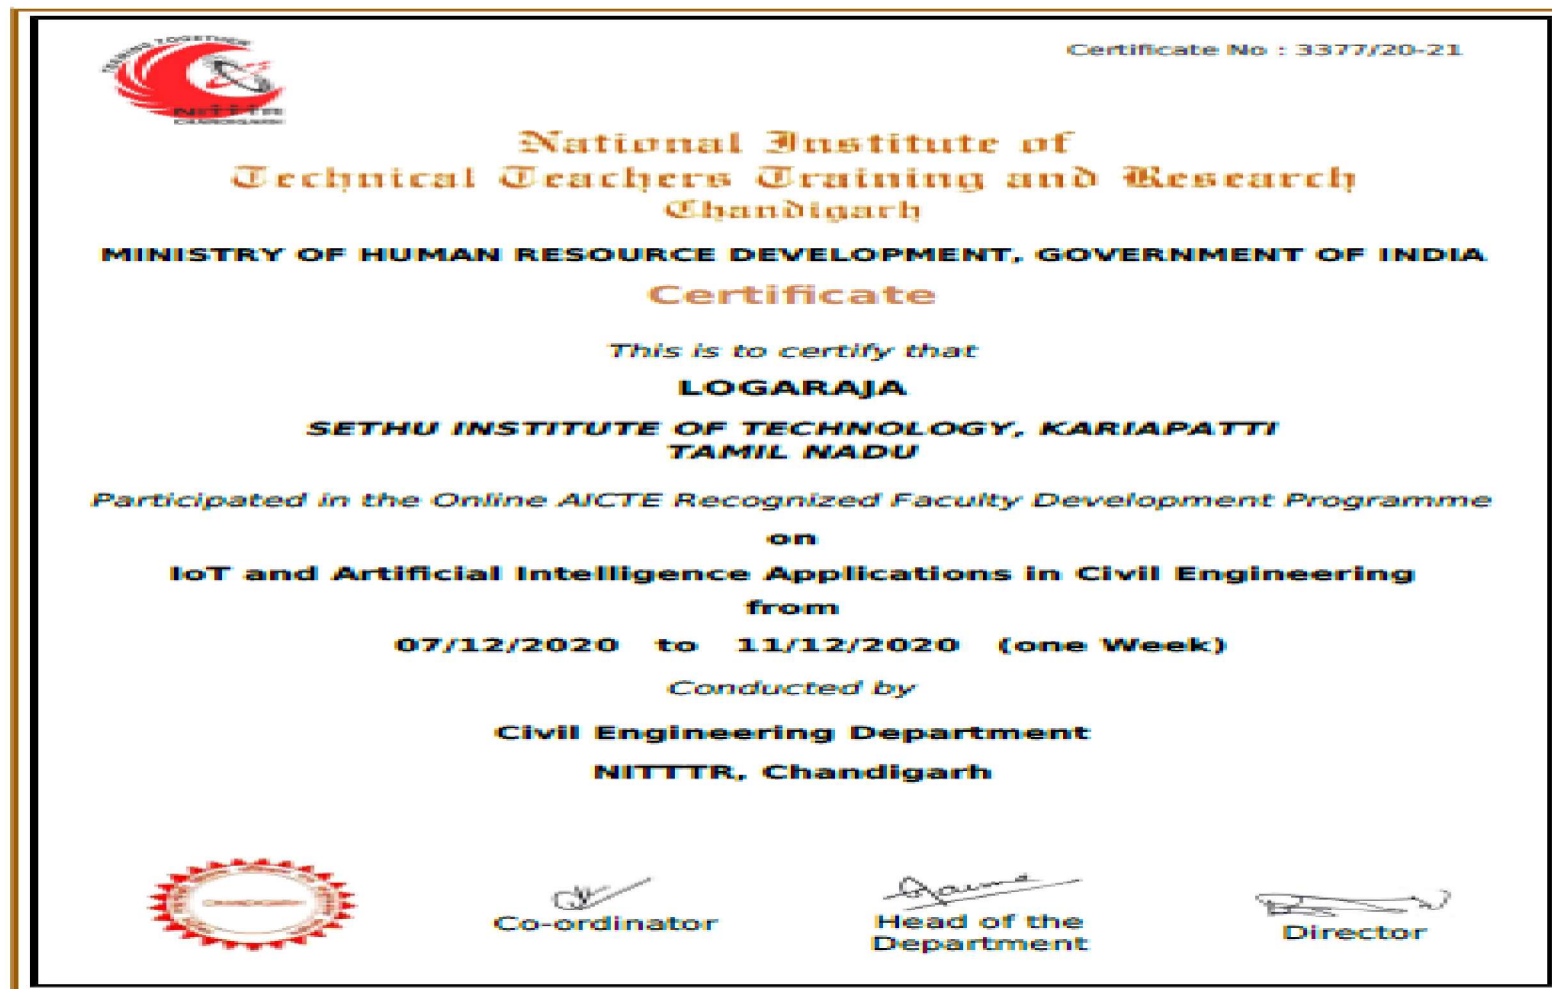 Certificate No : 3377/20-21
NITTTR
CHANDIGARH
National Institute of
Technical Teachers Training and Research
Chandigarh
MINISTRY OF HUMAN RESOURCE DEVELOPMENT, GOVERNMENT OF INDIA
Certificate
This is to certify that
LOGARAJA
SETHU INSTITUTE OF TECHNOLOGY, KARIAPATTI
TAMIL NADU
Participated in the Online AICTE Recognized Faculty Development Programme
on
IoT and Artificial Intelligence Applications in Civil Engineering
from
07/12/2020 to 11/12/2020 (one Week)
Conducted by
Civil Engineering Department
NITTTR, Chandigarh
CHANDIGARH
Co-ordinator
Head of the
Department
Director